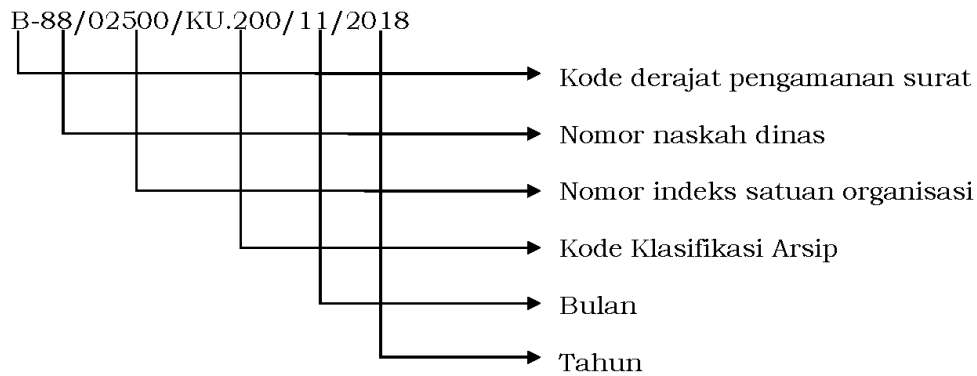 B-88/02500/KU.200/11/2018
Kode derajat pengamanan surat
Nomor naskah dinas
Nomor indeks satuan organisasi
Kode Klasifikasi Arsip
Bulan
Tahun